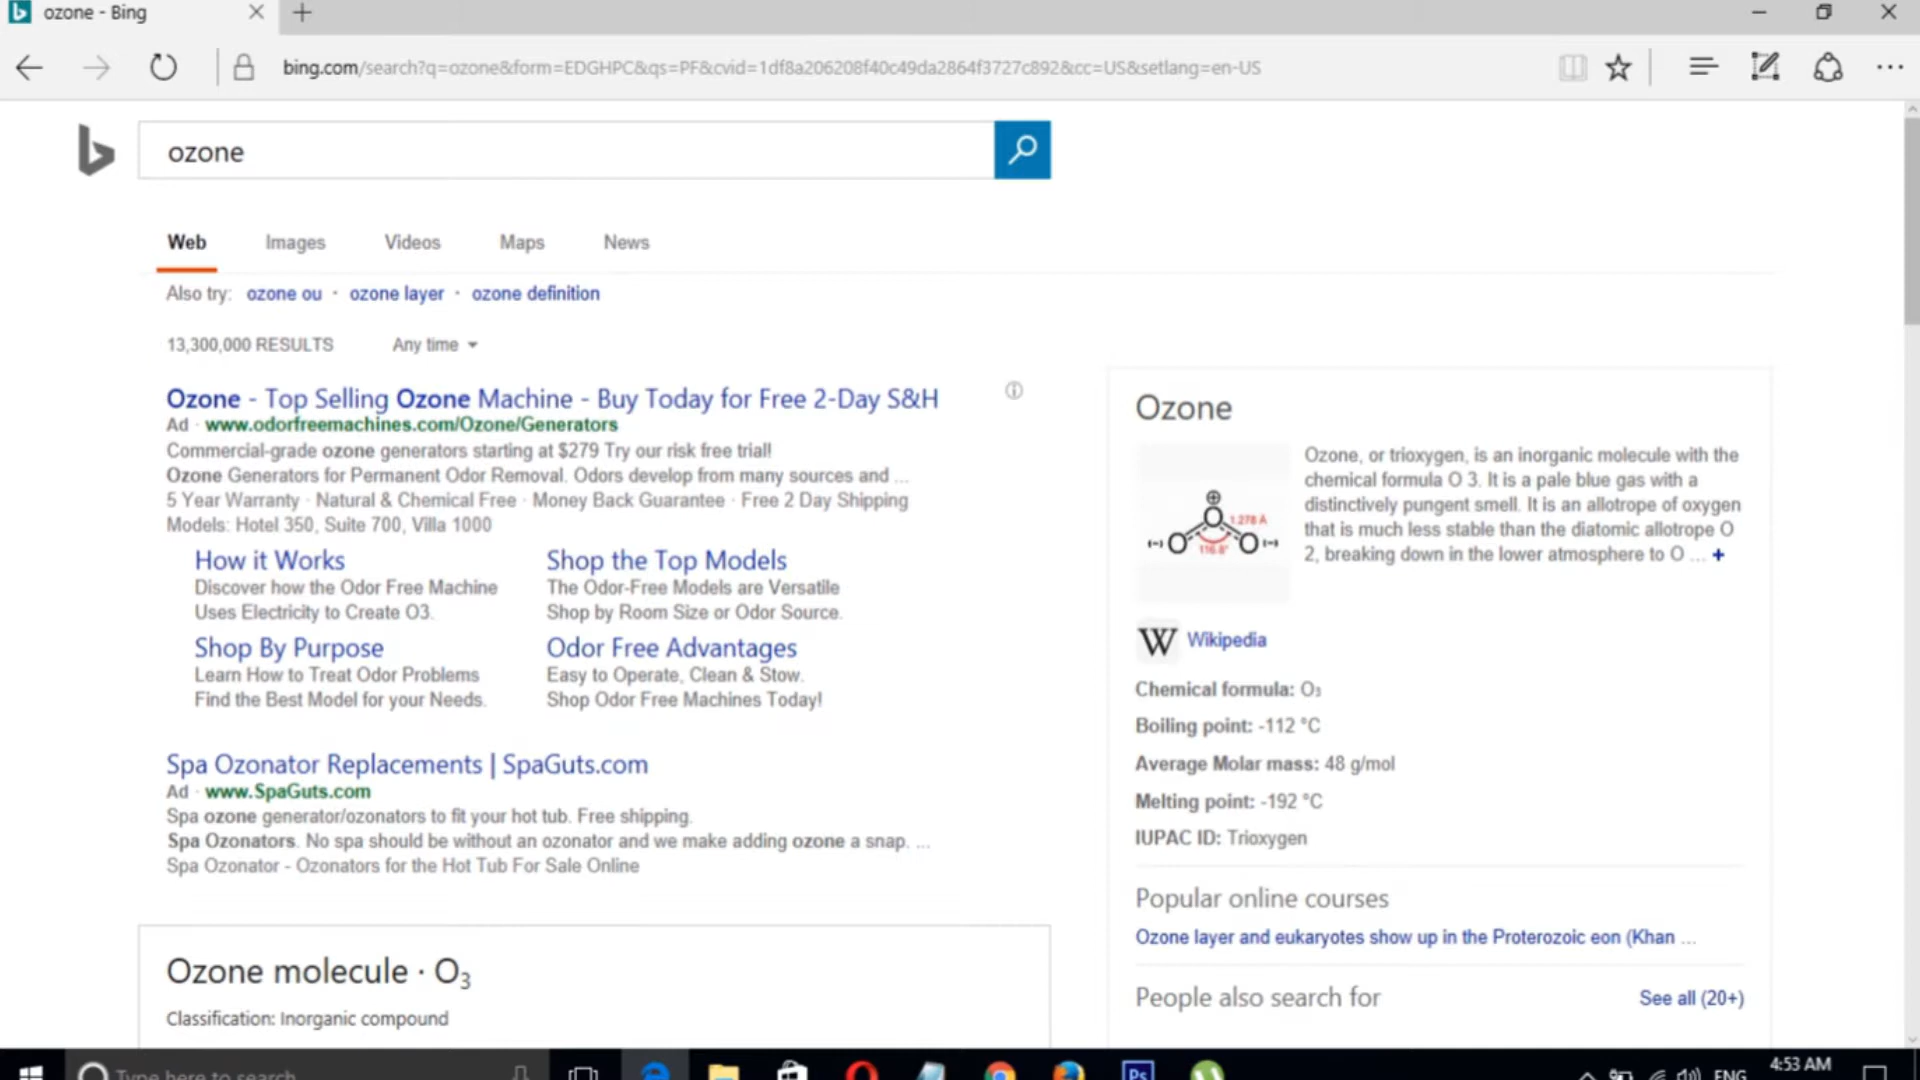 ozone - Bing
bing.com/search?q=ozone&form=EDGHPC&qs=PF&cvid=1df8a206208f40c49da2864f3727c892&cc=US&setlang=en-US
ozone
Web Images Videos Maps News
Also try: ozone ou · ozone layer · ozone definition
13,300,000 RESULTS Any time
Ozone - Top Selling Ozone Machine - Buy Today for Free 2-Day S&H
Ad · www.odorfreemachines.com/Ozone/Generators
Commercial-grade ozone generators starting at $279 Try our risk free trial!
Ozone Generators for Permanent Odor Removal. Odors develop from many sources and ...
5 Year Warranty · Natural & Chemical Free · Money Back Guarantee · Free 2 Day Shipping
Models: Hotel 350, Suite 700, Villa 1000
How it Works
Discover how the Odor Free Machine
Uses Electricity to Create O3.
Shop the Top Models
The Odor-Free Models are Versatile
Shop by Room Size or Odor Source.
Shop By Purpose
Learn How to Treat Odor Problems
Find the Best Model for your Needs.
Odor Free Advantages
Easy to Operate, Clean & Stow.
Shop Odor Free Machines Today!
Spa Ozonator Replacements | SpaGuts.com
Ad · www.SpaGuts.com
Spa ozone generator/ozonators to fit your hot tub. Free shipping.
Spa Ozonators. No spa should be without an ozonator and we make adding ozone a snap. ...
Spa Ozonator - Ozonators for the Hot Tub For Sale Online
Ozone molecule · O₃
Classification: Inorganic compound
Ozone
O O O
1.278 Å
116.8°
Ozone, or trioxygen, is an inorganic molecule with the
chemical formula O 3. It is a pale blue gas with a
distinctively pungent smell. It is an allotrope of oxygen
that is much less stable than the diatomic allotrope O
2, breaking down in the lower atmosphere to O ... +
W Wikipedia
Chemical formula: O₃
Boiling point: -112 °C
Average Molar mass: 48 g/mol
Melting point: -192 °C
IUPAC ID: Trioxygen
Popular online courses
Ozone layer and eukaryotes show up in the Proterozoic eon (Khan ...
People also search for See all (20+)
Type here to search
Ps
ENG
4:53 AM